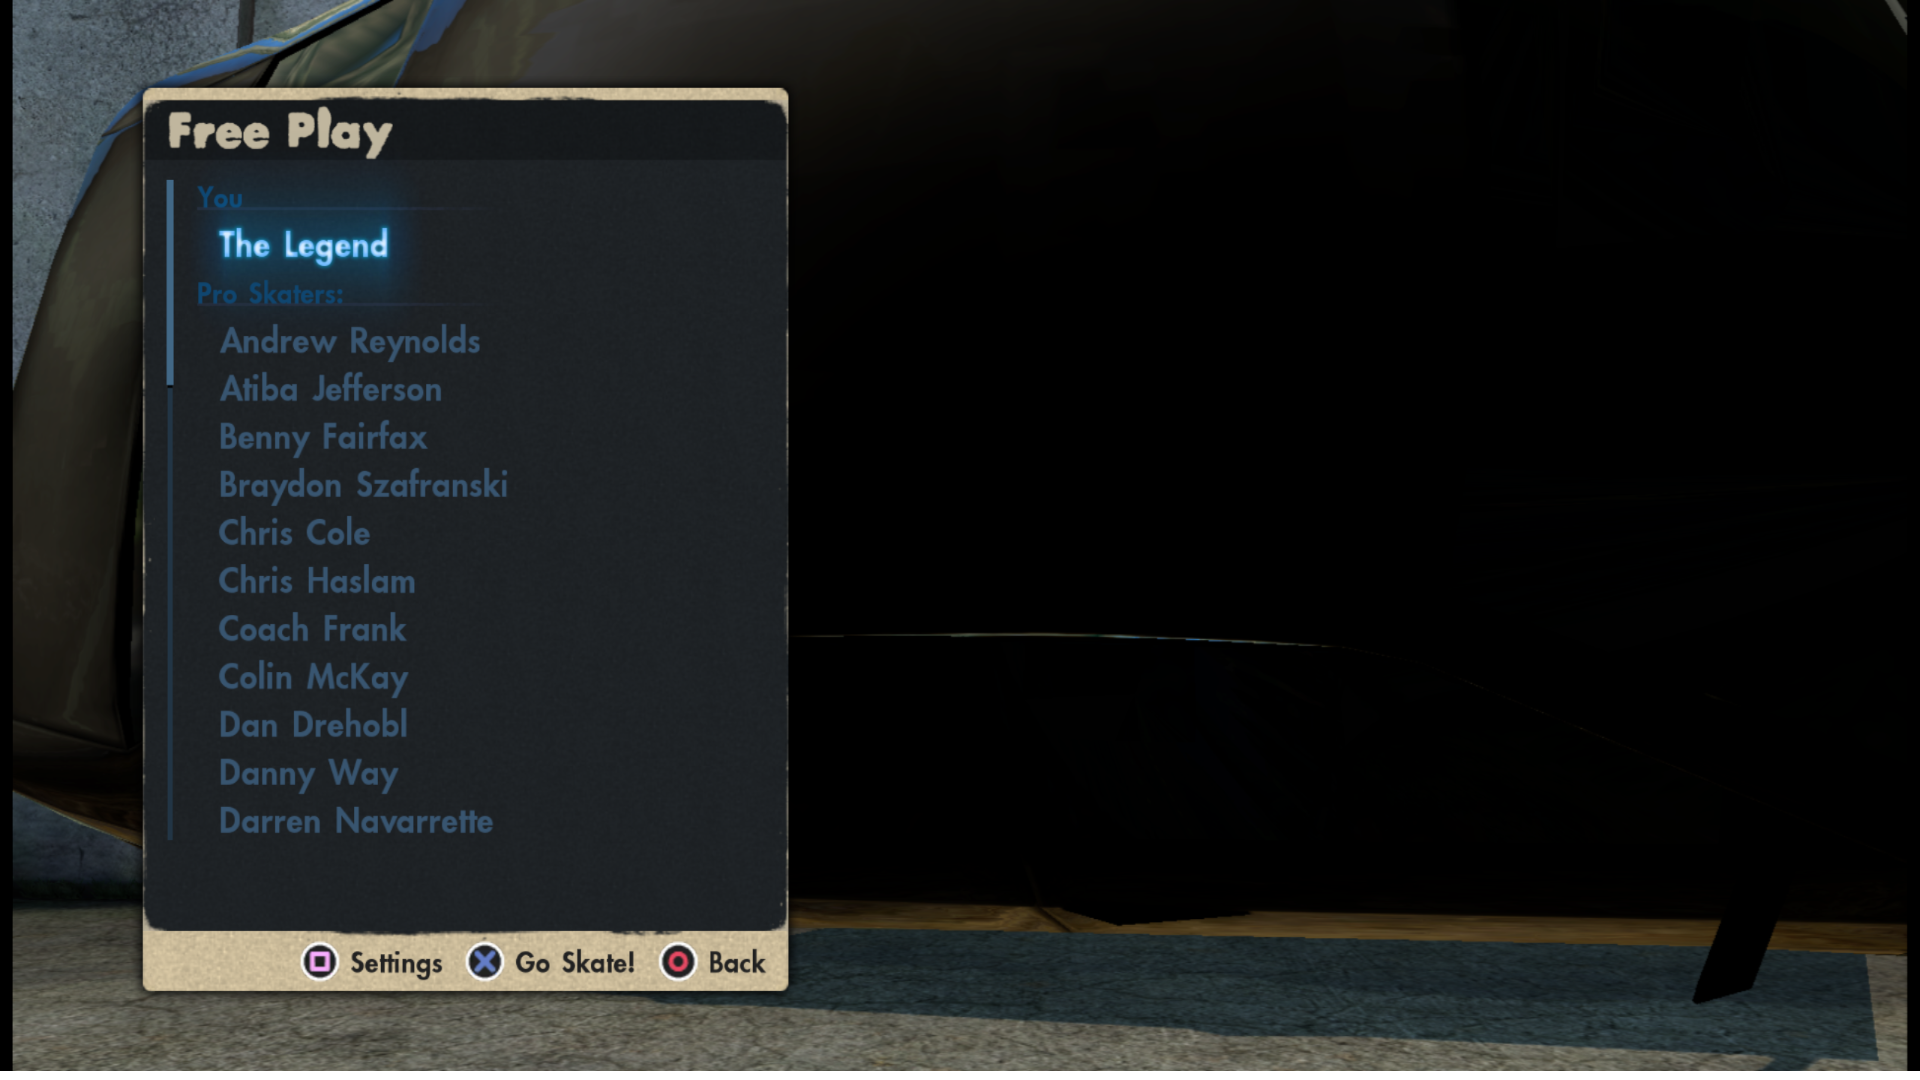 Free Play
You
The Legend
Pro Skaters:
Andrew Reynolds
Atiba Jefferson
Benny Fairfax
Braydon Szafranski
Chris Cole
Chris Haslam
Coach Frank
Colin McKay
Dan Drehobl
Danny Way
Darren Navarrette
Settings Go Skate! Back